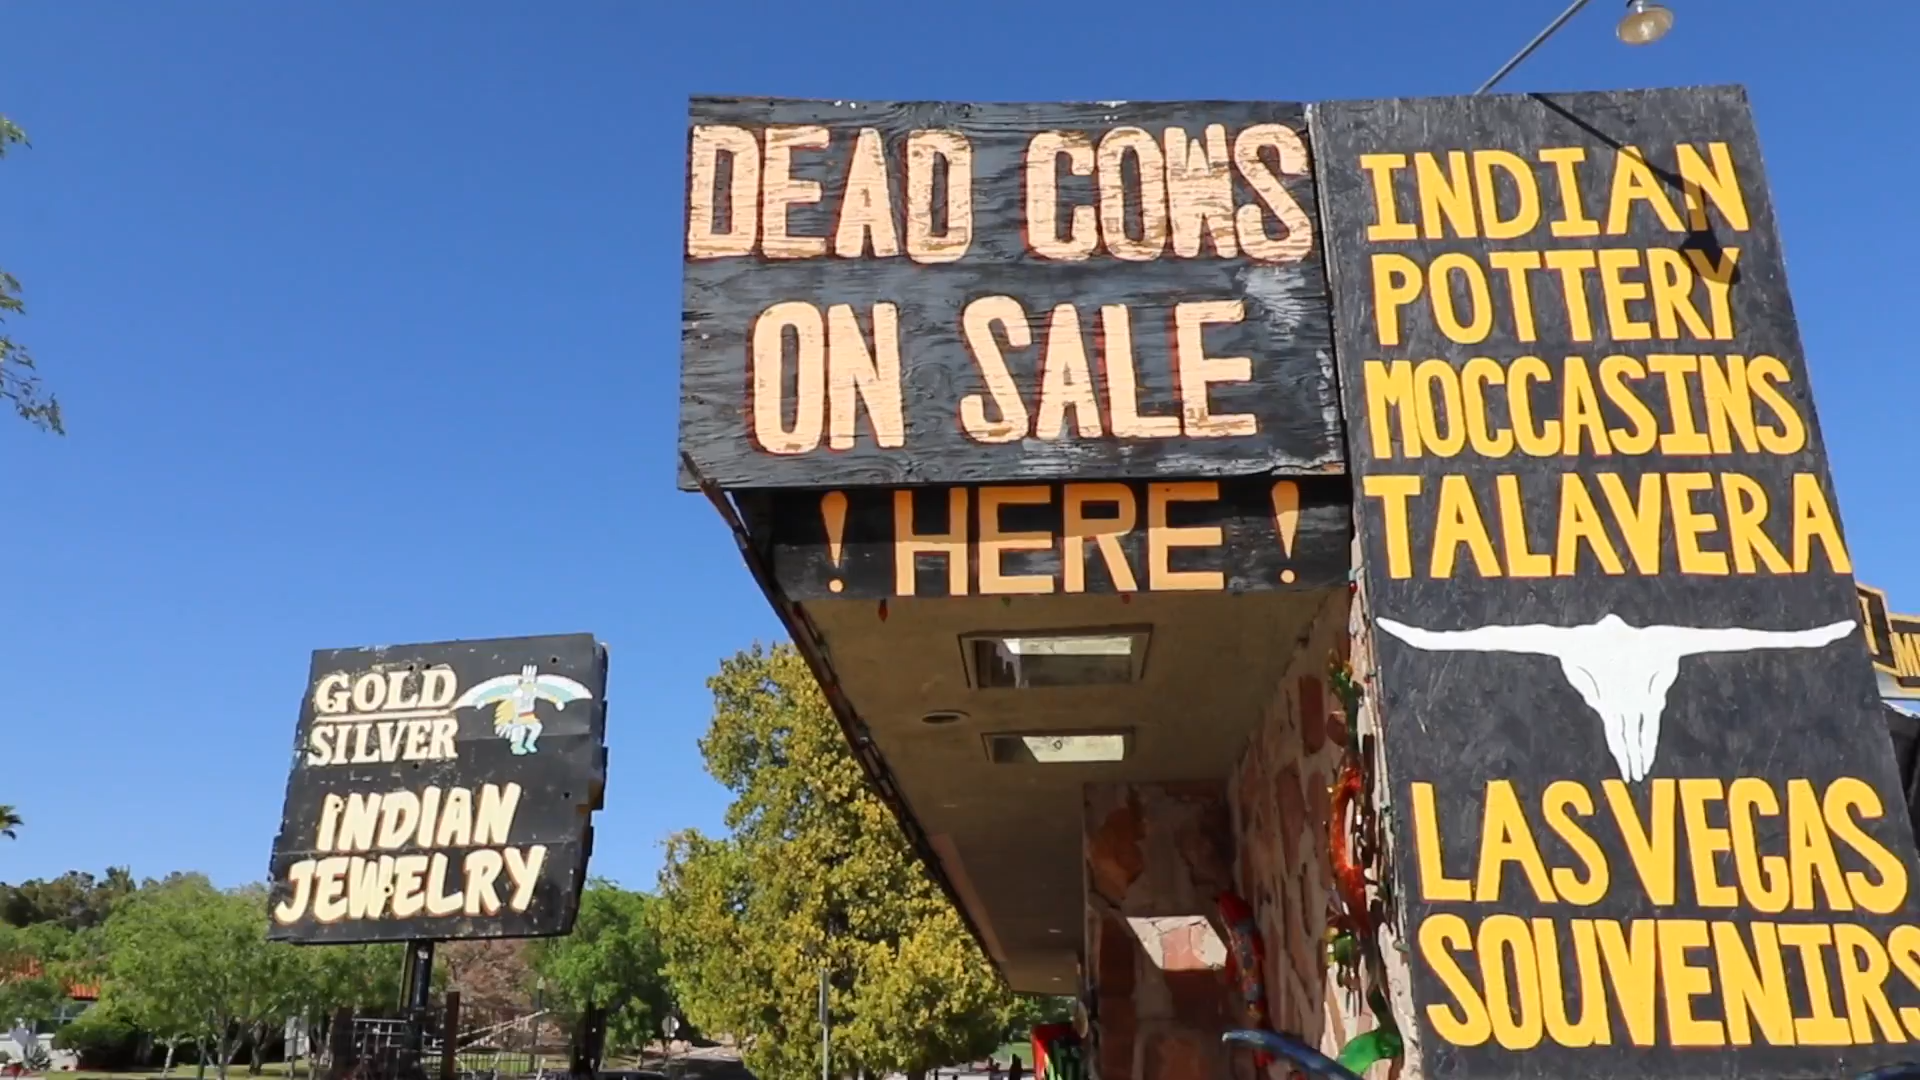 DEAD COWS
ON SALE
! HERE !
INDIAN
POTTERY
MOCCASINS
TALAVERA
LAS VEGAS
SOUVENIRS
GOLD
SILVER
INDIAN
JEWELRY